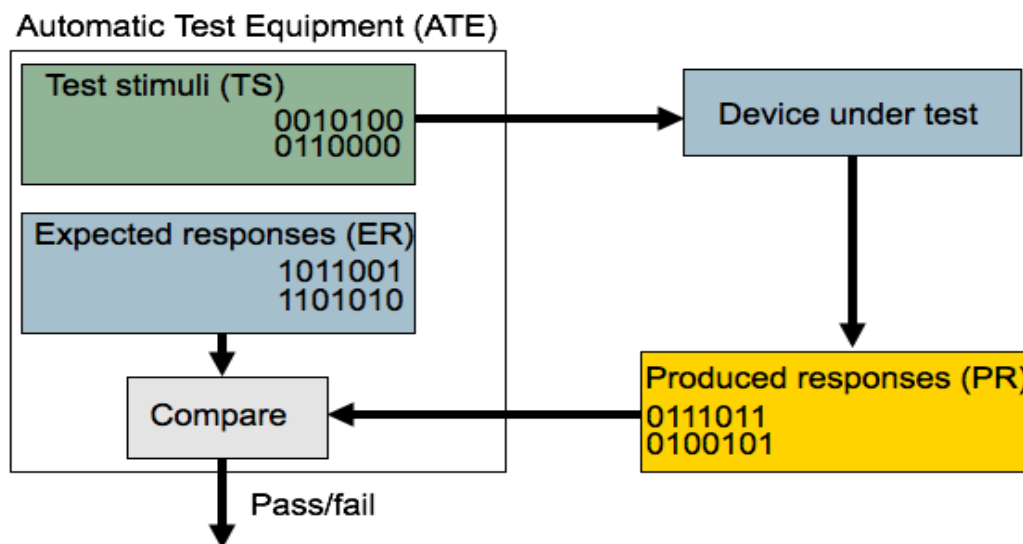 Automatic Test Equipment (ATE)
Test stimuli (TS)
0010100
0110000
Device under test
Expected responses (ER)
1011001
1101010
Produced responses (PR)
0111011
0100101
Compare
Pass/fail